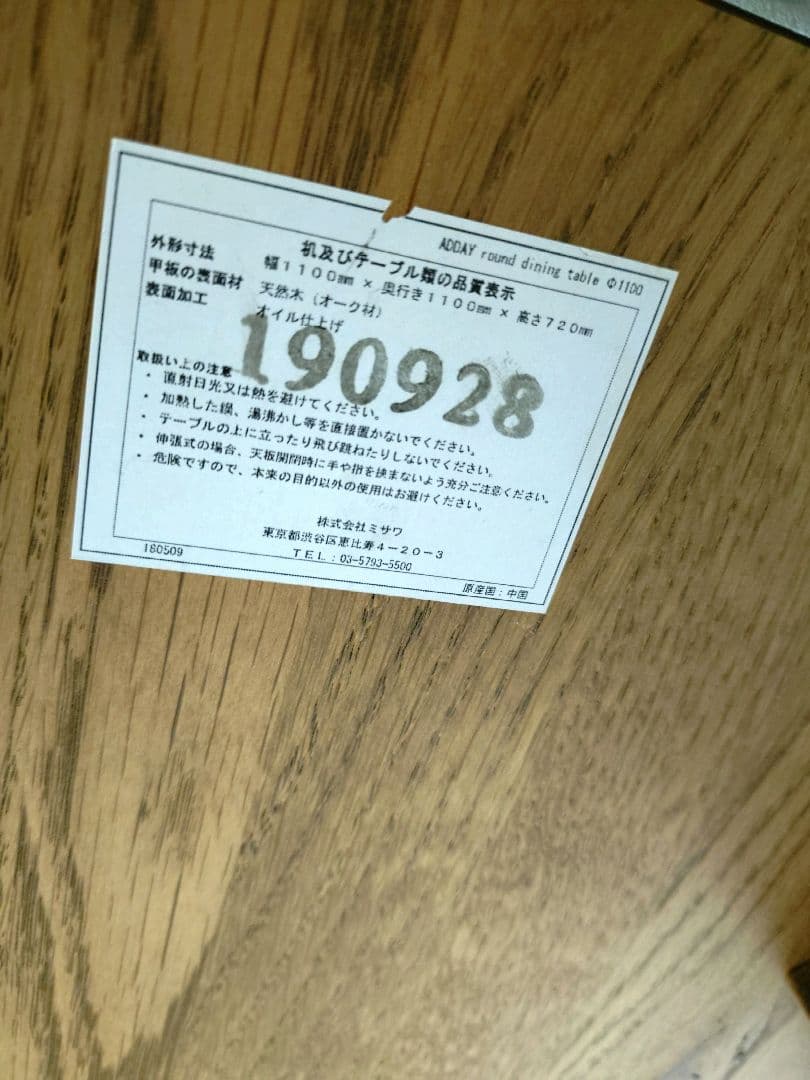 ADDAY round dining table Φ1100
机及びテーブル類の品質表示
外形寸法 幅1100mm × 奥行き1100mm × 高さ720mm
甲板の表面材 天然木（オーク材）
表面加工 オイル仕上げ
190928
取扱い上の注意
・ 直射日光又は熱を避けてください。
・ 加熱した鍋、湯沸かし等を直接置かないでください。
・ テーブルの上に立ったり飛び跳ねたりしないでください。
・ 伸張式の場合、天板開閉時に手や指を挟まないよう充分ご注意ください。
・ 危険ですので、本来の目的以外の使用はお避けください。
株式会社ミサワ
東京都渋谷区恵比寿4-20-3
TEL：03-5793-5500
180509
原産国：中国